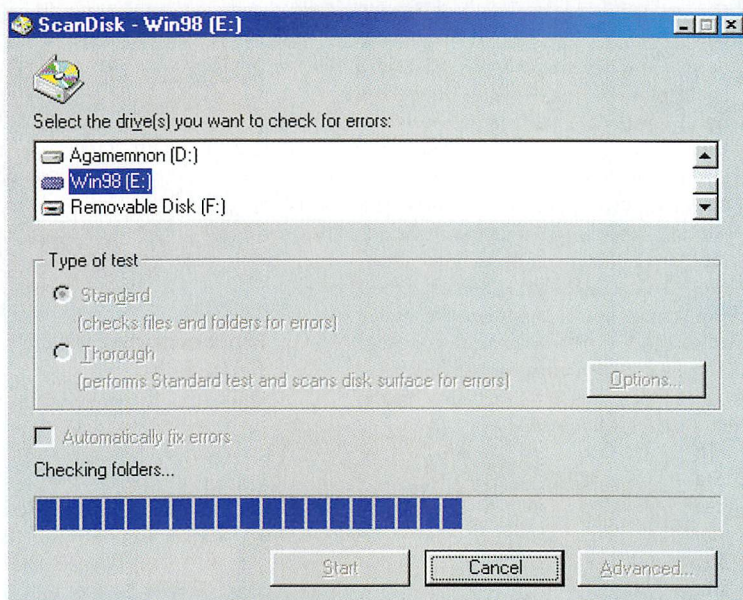 ScanDisk - Win98 (E:)
Select the drive(s) you want to check for errors:
Agamemnon (D:)
Win98 (E:)
Removable Disk (F:)
Type of test
Standard
(checks files and folders for errors)
Thorough
(performs Standard test and scans disk surface for errors)
Options...
Automatically fix errors
Checking folders...
Start
Cancel
Advanced...